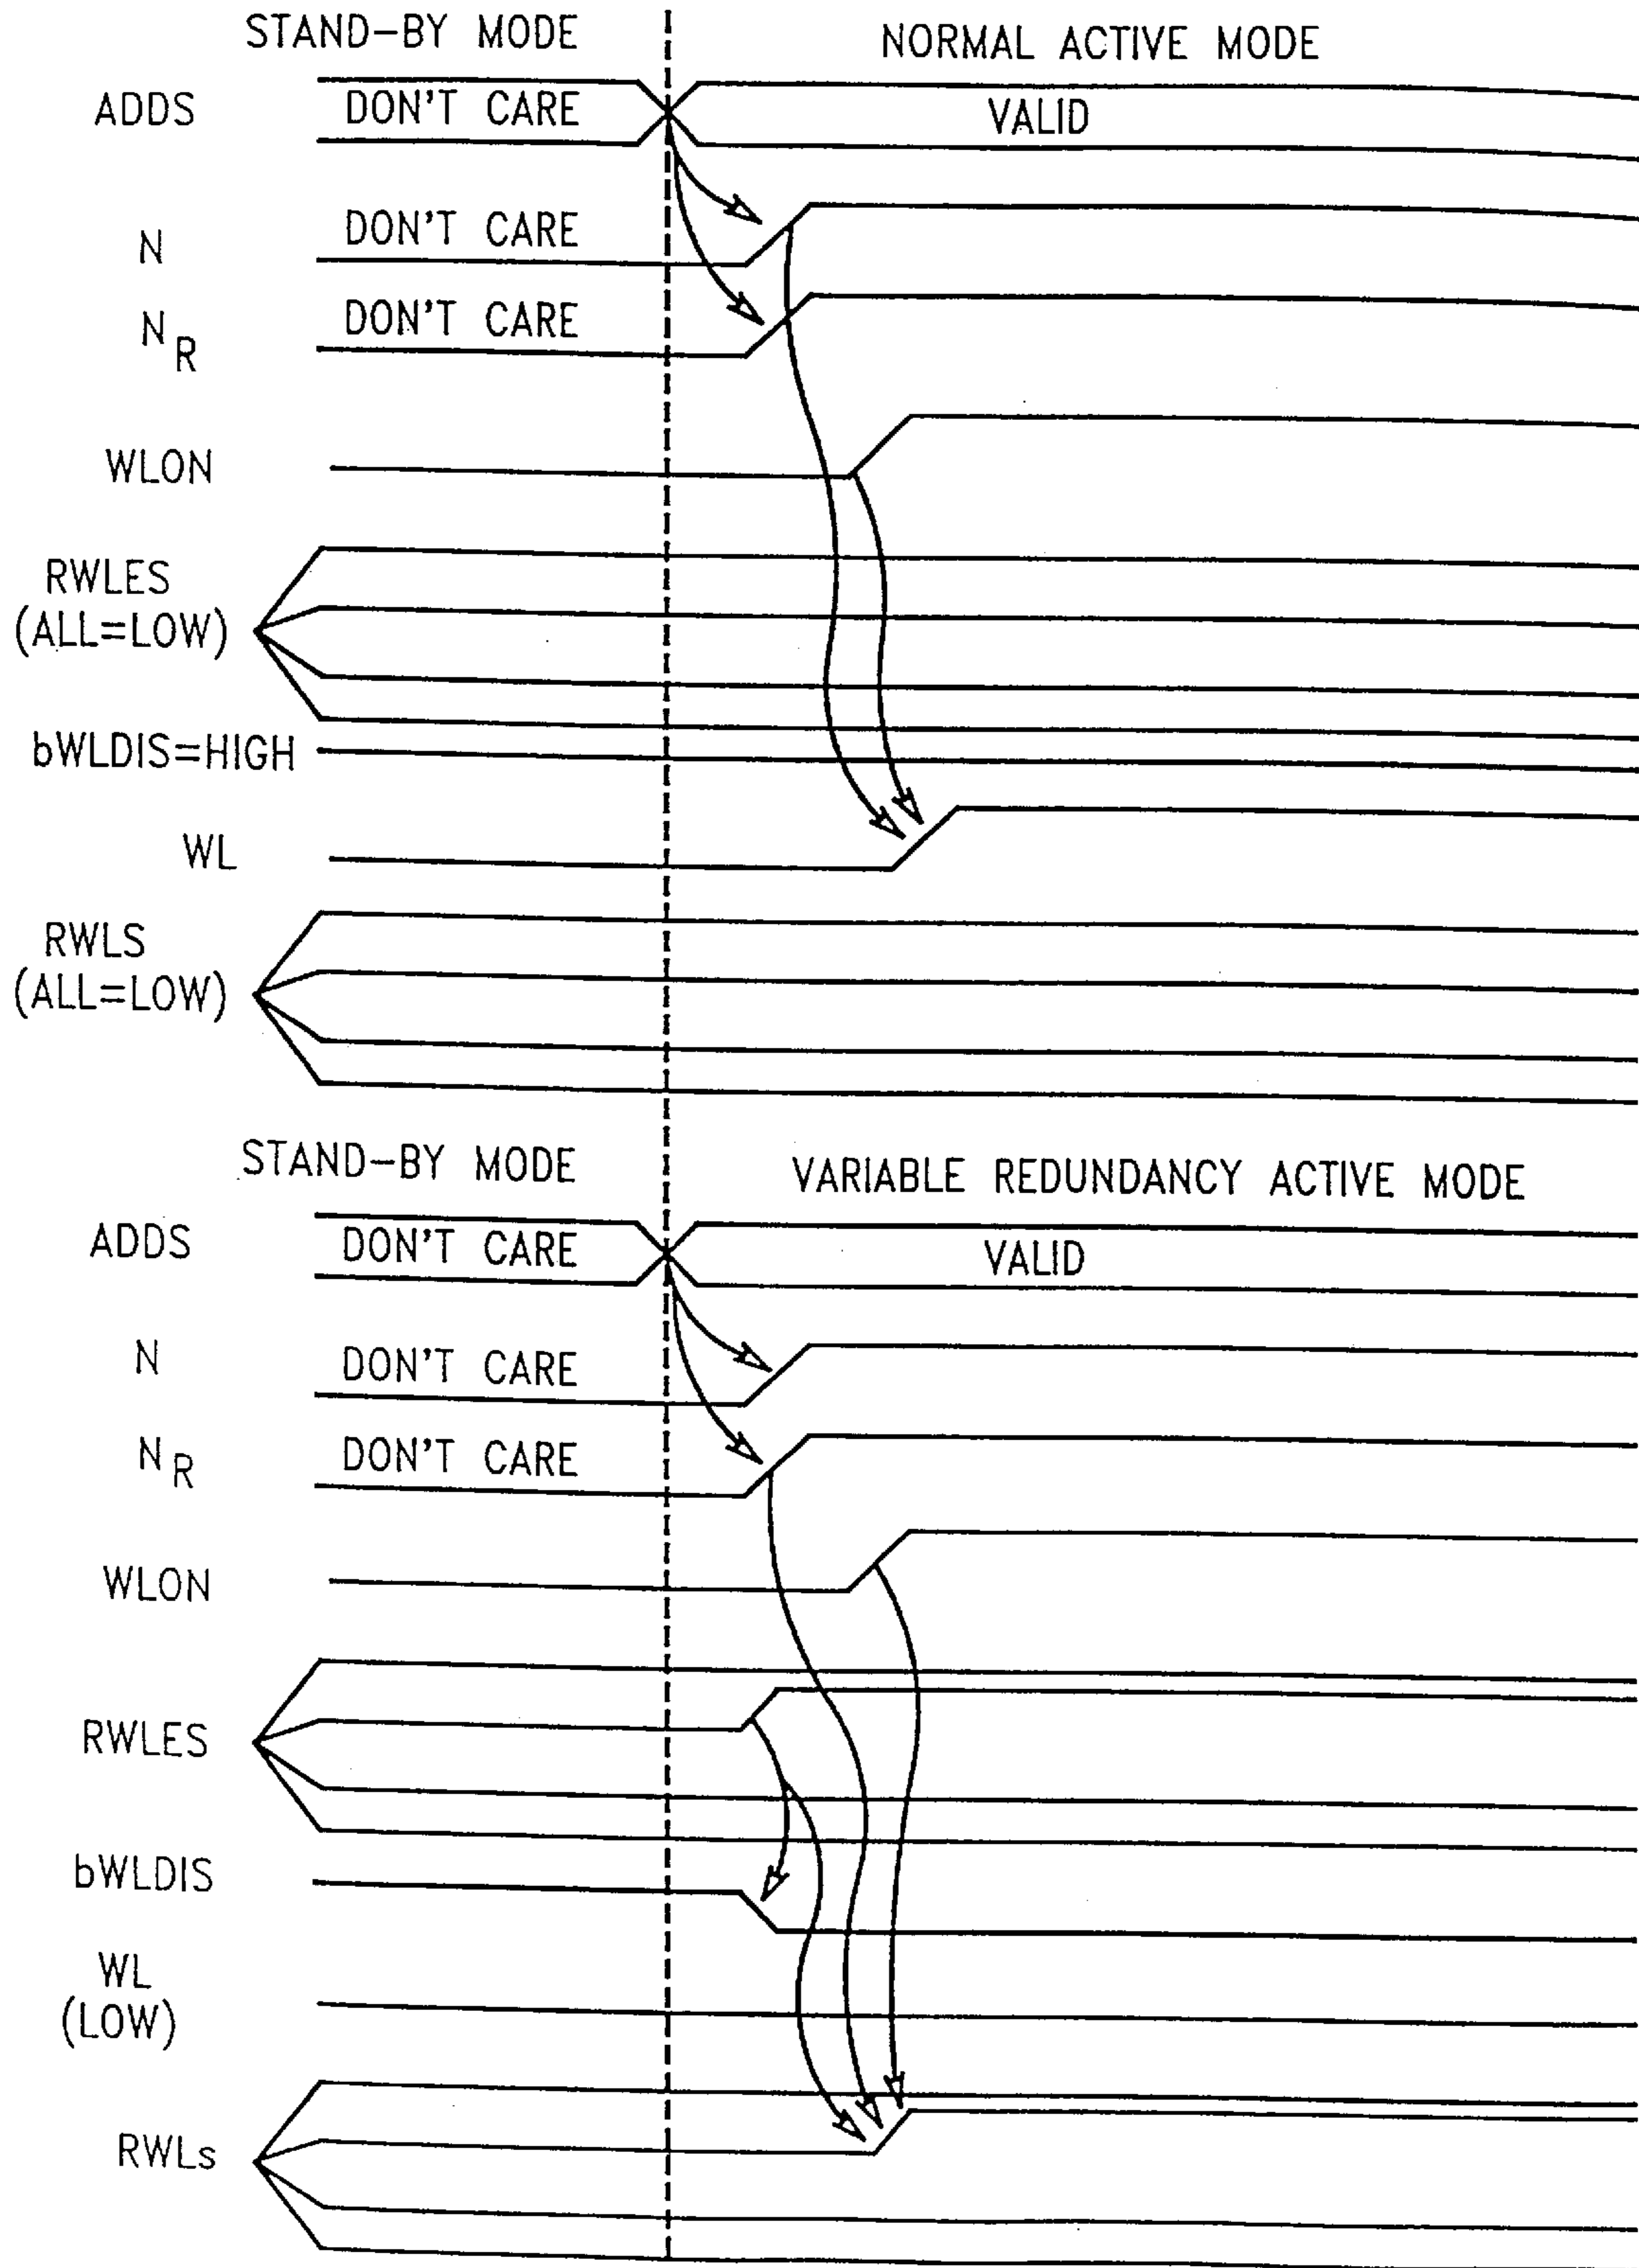 STAND-BY MODE NORMAL ACTIVE MODE
ADDS DON'T CARE VALID
N DON'T CARE
NR DON'T CARE
WLON
RWLES
(ALL=LOW)
bWLDIS=HIGH
WL
RWLS
(ALL=LOW)
STAND-BY MODE VARIABLE REDUNDANCY ACTIVE MODE
ADDS DON'T CARE VALID
N DON'T CARE
NR DON'T CARE
WLON
RWLES
bWLDIS
WL
(LOW)
RWLs